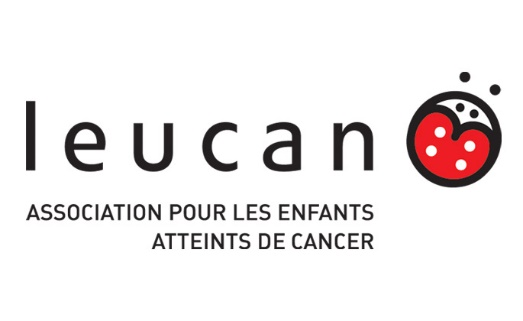 leucan
ASSOCIATION POUR LES ENFANTS
ATTEINTS DE CANCER